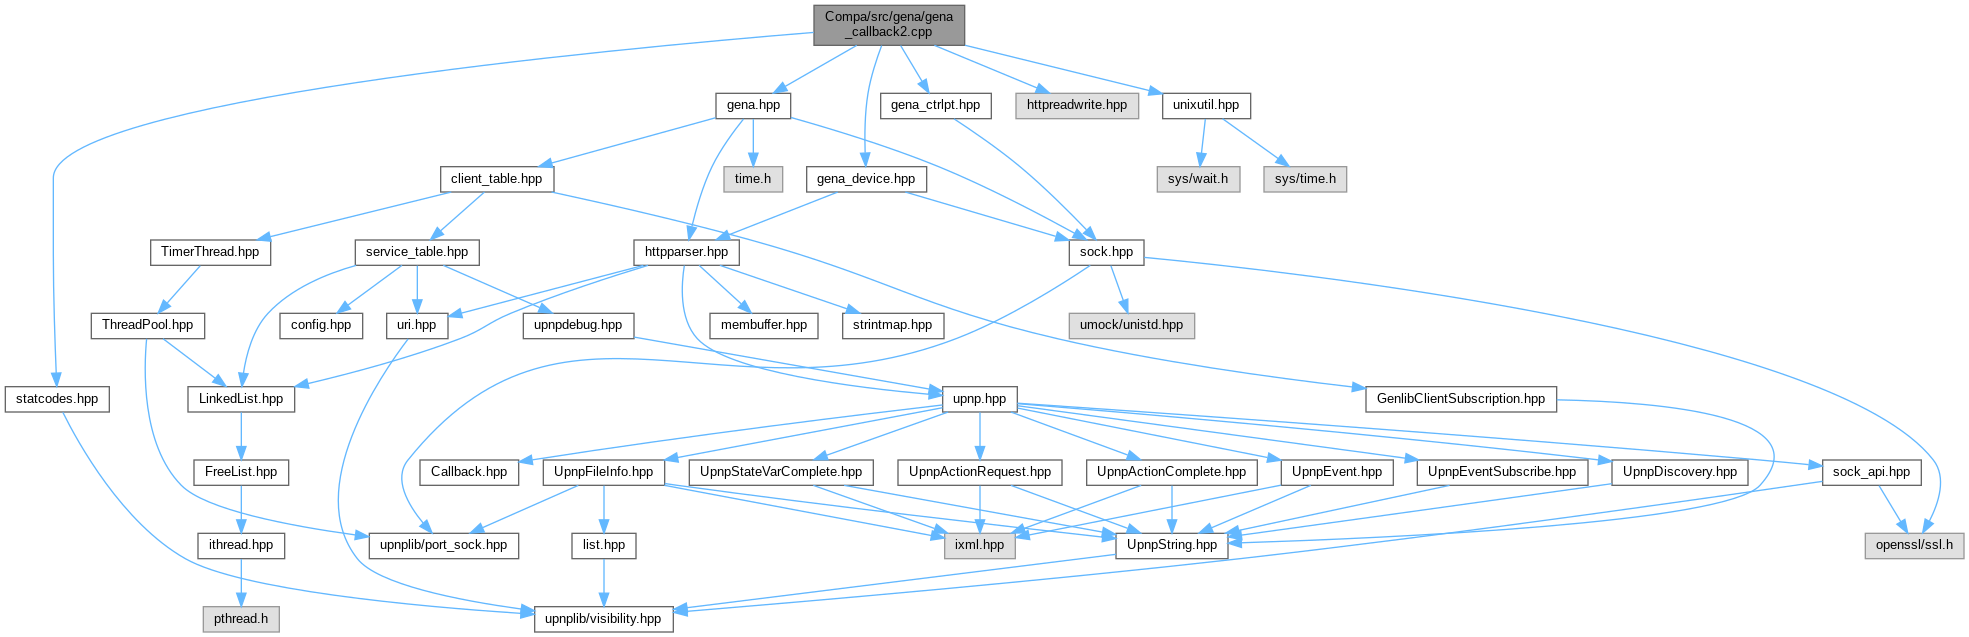 Compa/src/gena/gena
_callback2.cpp
gena.hpp
gena_ctrlpt.hpp
httpreadwrite.hpp
unixutil.hpp
client_table.hpp
time.h
gena_device.hpp
sys/wait.h
sys/time.h
TimerThread.hpp
service_table.hpp
httpparser.hpp
sock.hpp
ThreadPool.hpp
config.hpp
uri.hpp
upnpdebug.hpp
membuffer.hpp
strintmap.hpp
umock/unistd.hpp
statcodes.hpp
LinkedList.hpp
upnp.hpp
GenlibClientSubscription.hpp
FreeList.hpp
Callback.hpp
UpnpFileInfo.hpp
UpnpStateVarComplete.hpp
UpnpActionRequest.hpp
UpnpActionComplete.hpp
UpnpEvent.hpp
UpnpEventSubscribe.hpp
UpnpDiscovery.hpp
sock_api.hpp
ithread.hpp
upnplib/port_sock.hpp
list.hpp
ixml.hpp
UpnpString.hpp
openssl/ssl.h
pthread.h
upnplib/visibility.hpp